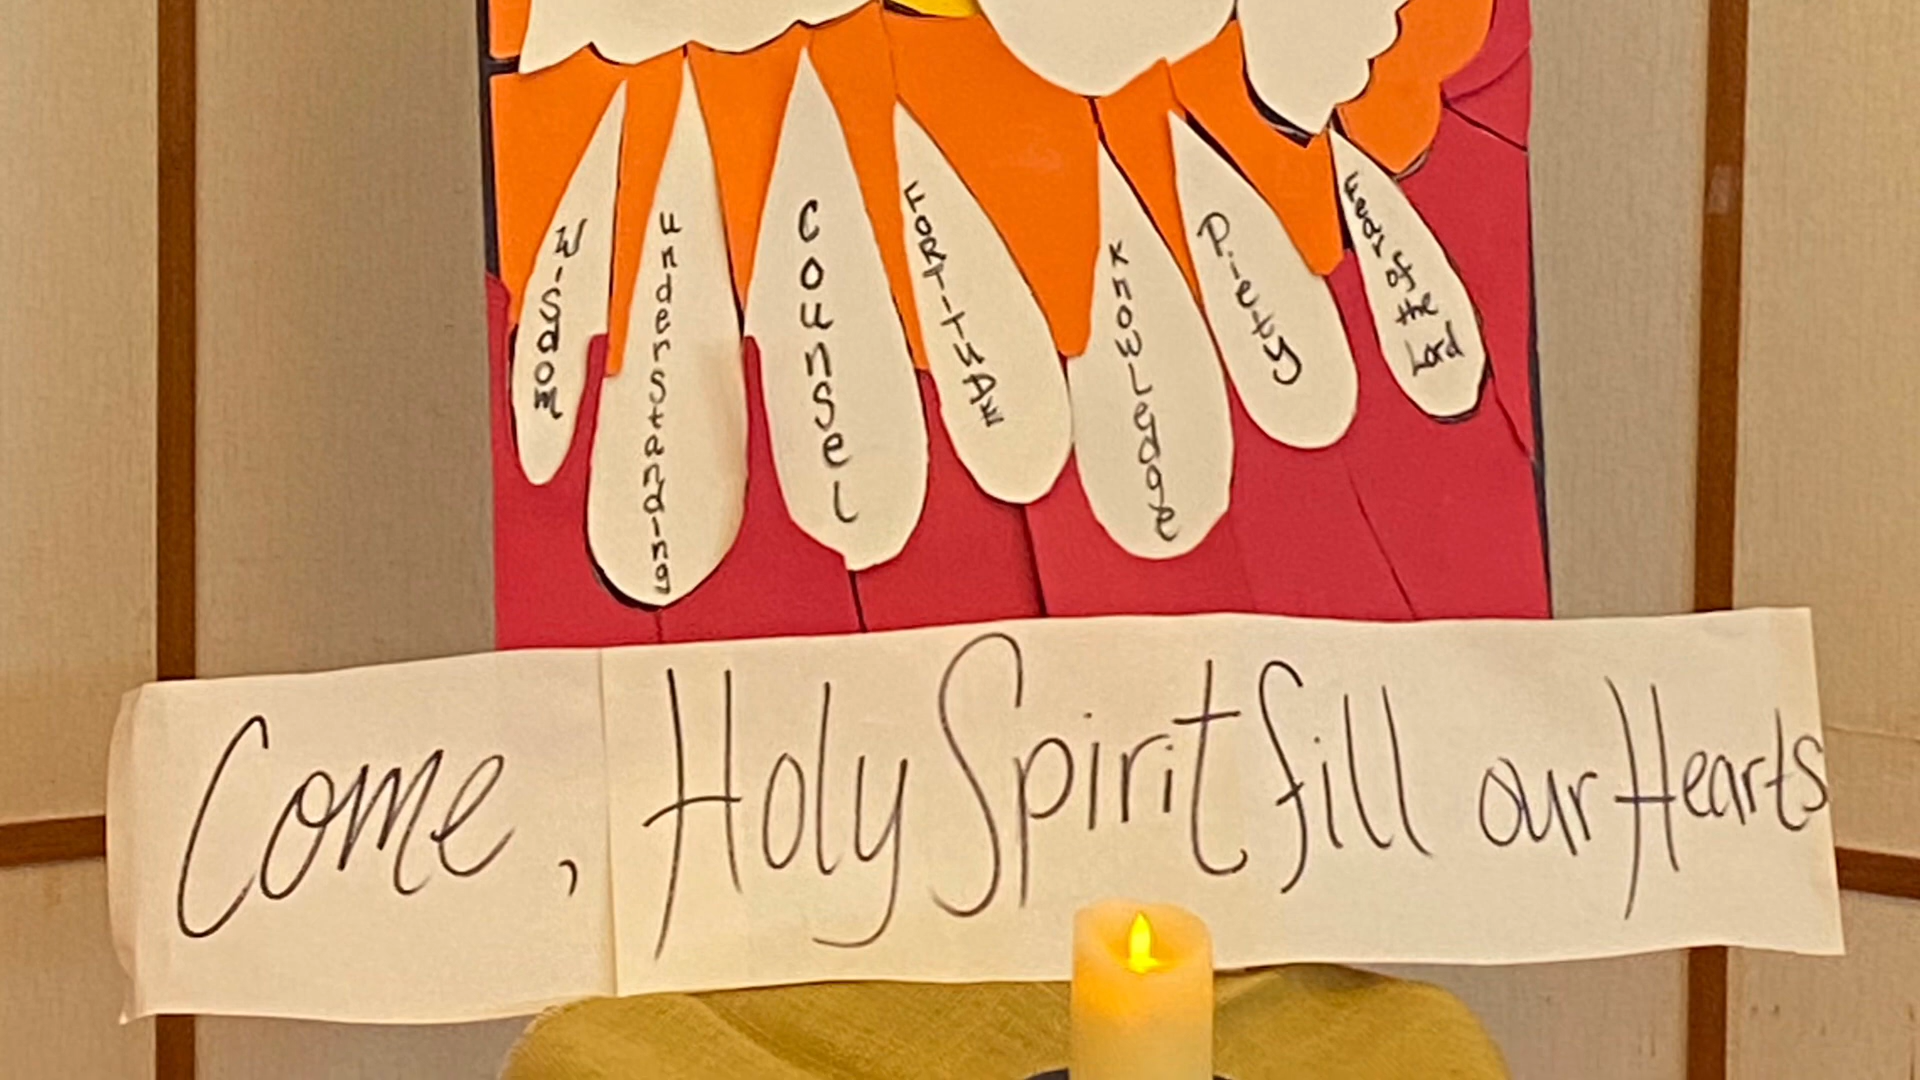 Wisdom
Understanding
Counsel
FORTITUDE
KnowLedge
Piety
Fear of the Lord
Come, Holy Spirit fill our Hearts